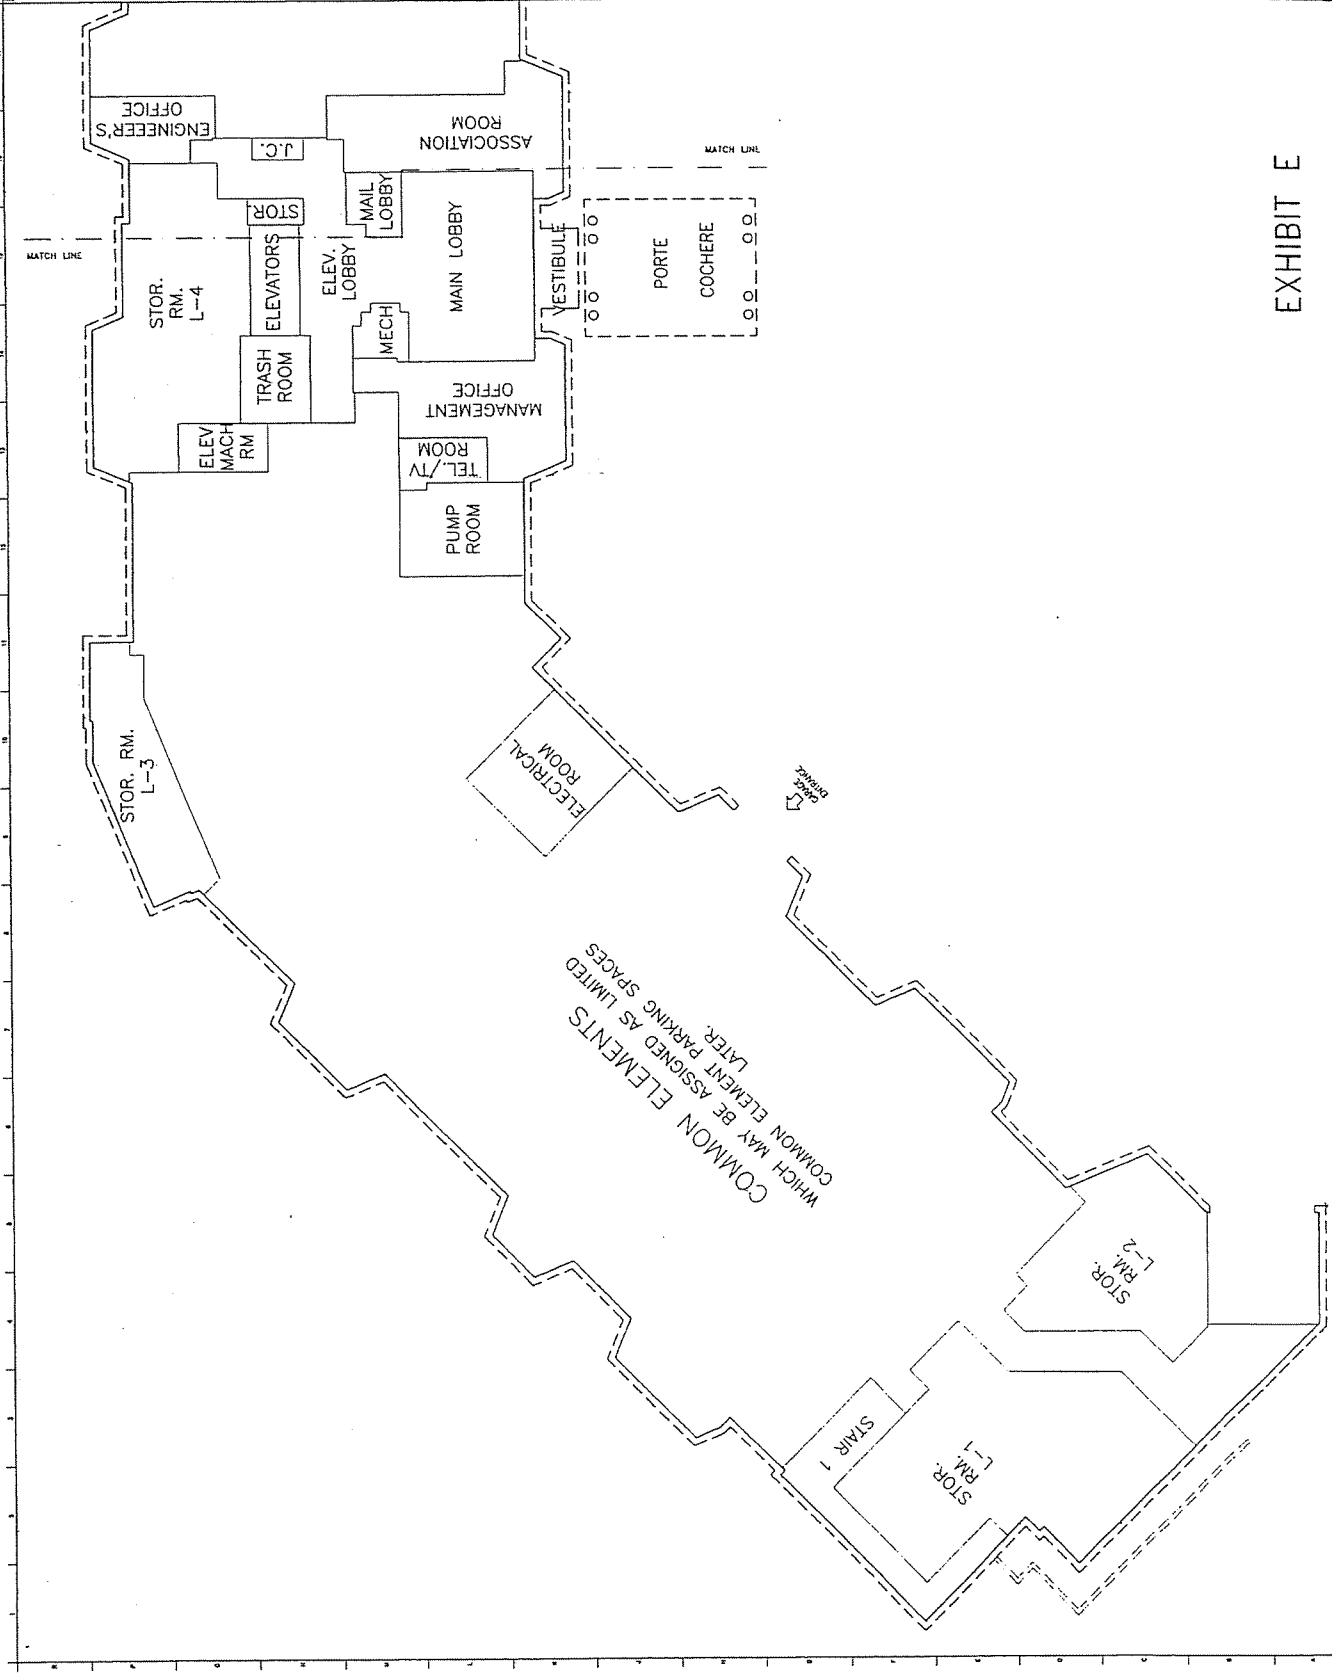 ENGINEEER'S
OFFICE
J.C.
ASSOCIATION
ROOM
MATCH LINE
STOR.
MAIL
LOBBY
MATCH LINE
STOR.
RM.
L-4
ELEVATORS
ELEV.
LOBBY
MAIN LOBBY
VESTIBULE
PORTE
COCHERE
EXHIBIT E
MECH
TRASH
ROOM
MANAGEMENT
OFFICE
ELEV
MACH
RM
TEL./TV
ROOM
PUMP
ROOM
STOR. RM.
L-3
ELECTRICAL
ROOM
GARAGE
ENTRANCE
COMMON ELEMENTS
WHICH MAY BE ASSIGNED AS LIMITED
COMMON ELEMENT PARKING SPACES
LATER.
STOR.
RM.
L-2
STAIR 1
STOR.
RM.
L-1